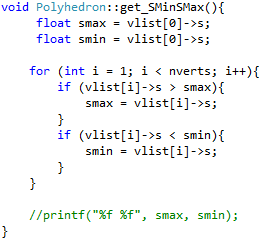 void Polyhedron::get_SMinSMax(){
    float smax = vlist[0]->s;
     float smin = vlist[0]->s;

    for (int i = 1; i < nverts; i++){
        if (vlist[i]->s > smax){
            smax = vlist[i]->s;
        }
        if (vlist[i]->s < smin){
            smin = vlist[i]->s;
        }
    }

    //printf("%f %f", smax, smin);
}